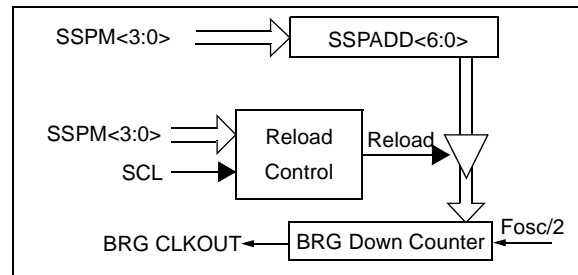 SSPM<3:0>
SSPADD<6:0>
SSPM<3:0>
SCL
Reload
Control
Reload
BRG CLKOUT
BRG Down Counter
Fosc/2